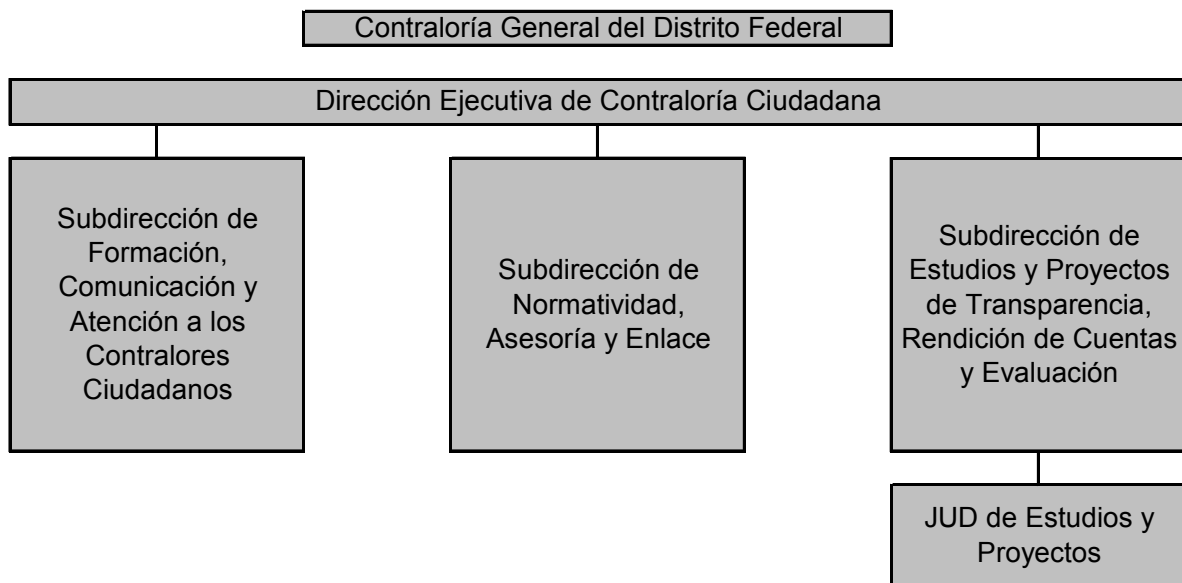 Contraloría General del Distrito Federal
Dirección Ejecutiva de Contraloría Ciudadana
Subdirección de
Formación,
Comunicación y
Atención a los
Contralores
Ciudadanos
Subdirección de
Normatividad,
Asesoría y Enlace
Subdirección de
Estudios y Proyectos
de Transparencia,
Rendición de Cuentas
y Evaluación
JUD de Estudios y
Proyectos